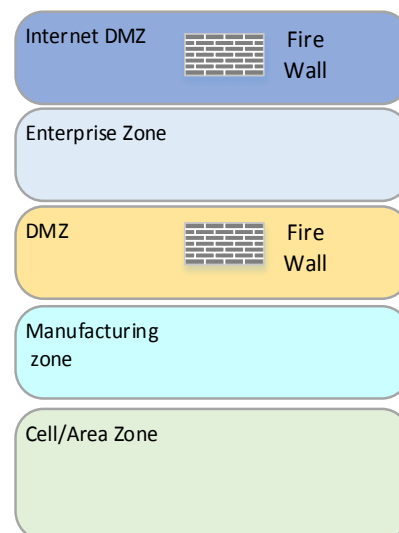 Internet DMZ
Fire
Wall
Enterprise Zone
DMZ
Fire
Wall
Manufacturing
zone
Cell/Area Zone